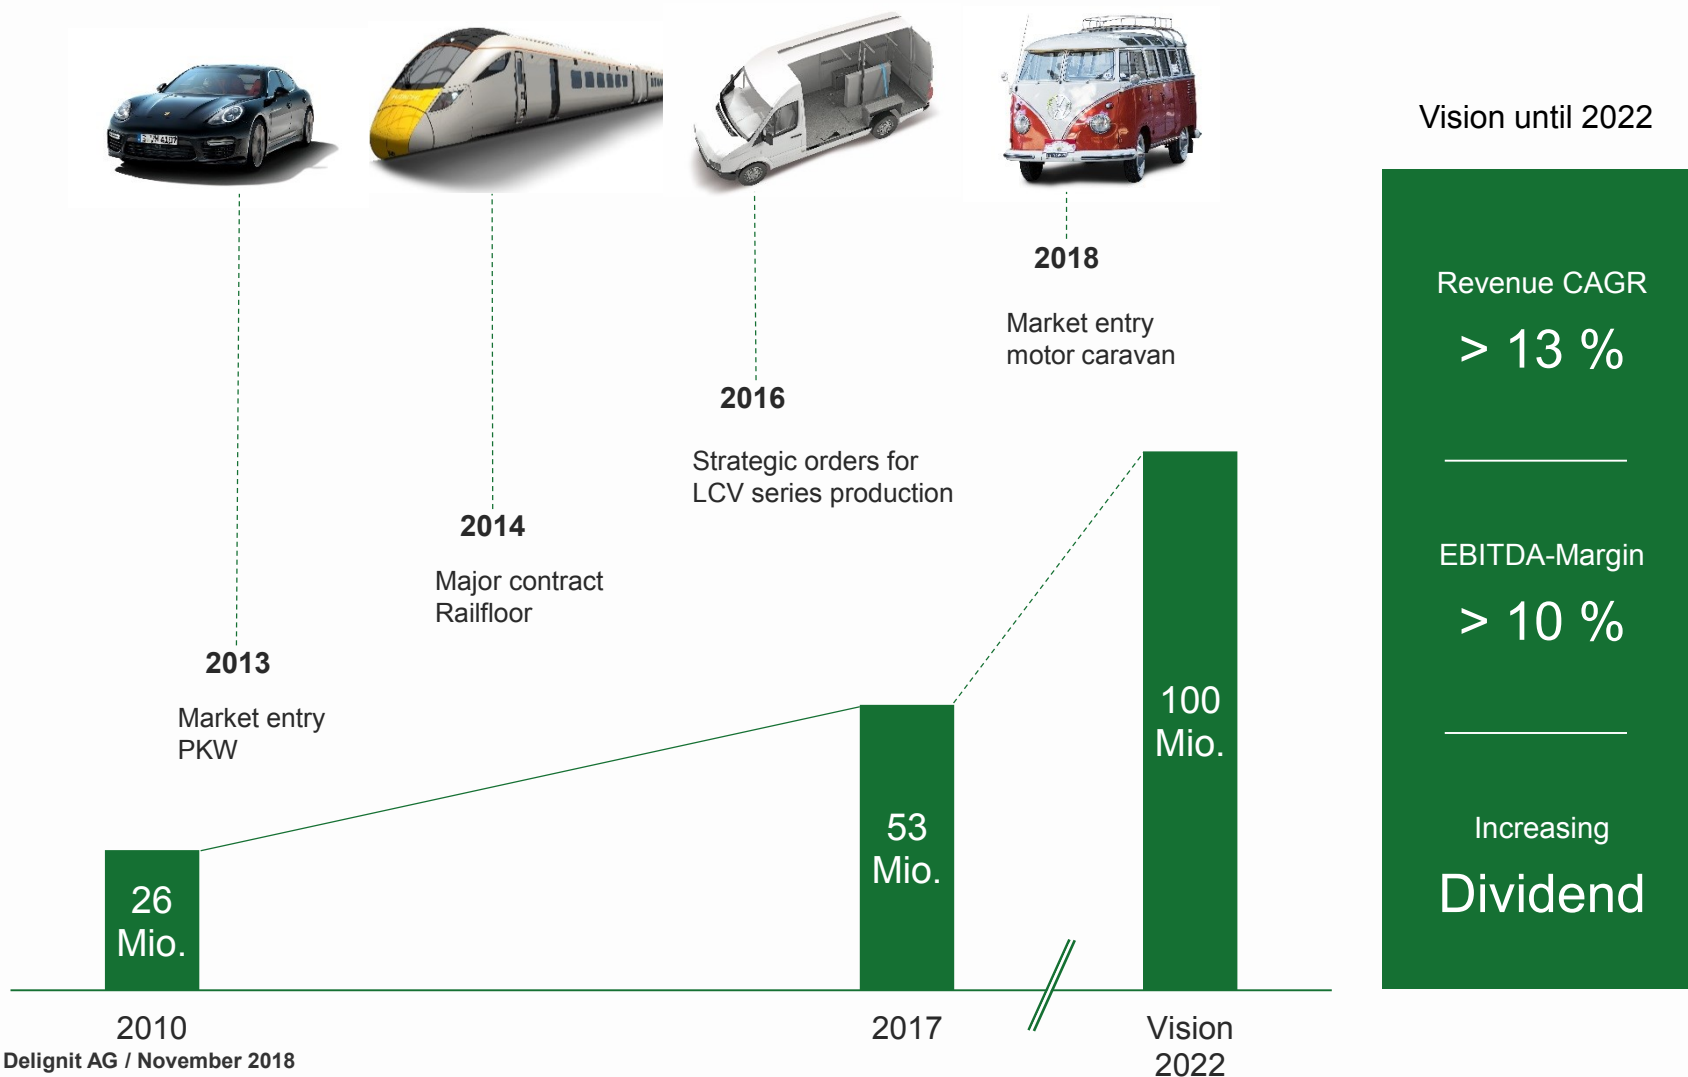 Vision until 2022
2018
Market entry
motor caravan
2016
Strategic orders for
LCV series production
2014
Major contract
Railfloor
2013
Market entry
PKW
26
Mio.
53
Mio.
100
Mio.
2010
2017
Vision
2022
Revenue CAGR
> 13 %
EBITDA-Margin
> 10 %
Increasing
Dividend
Delignit AG / November 2018